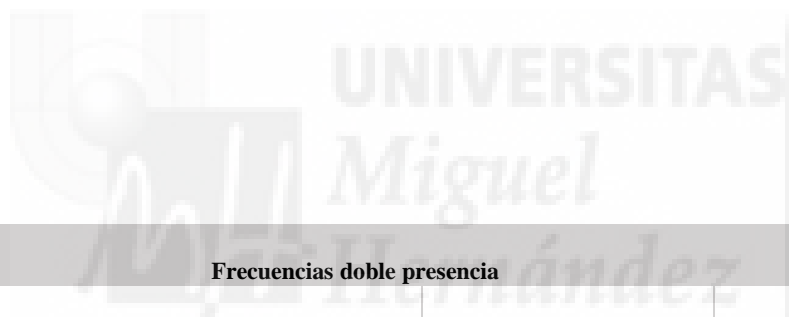 UNIVERSITAS
Miguel
Hernández
Frecuencias doble presencia